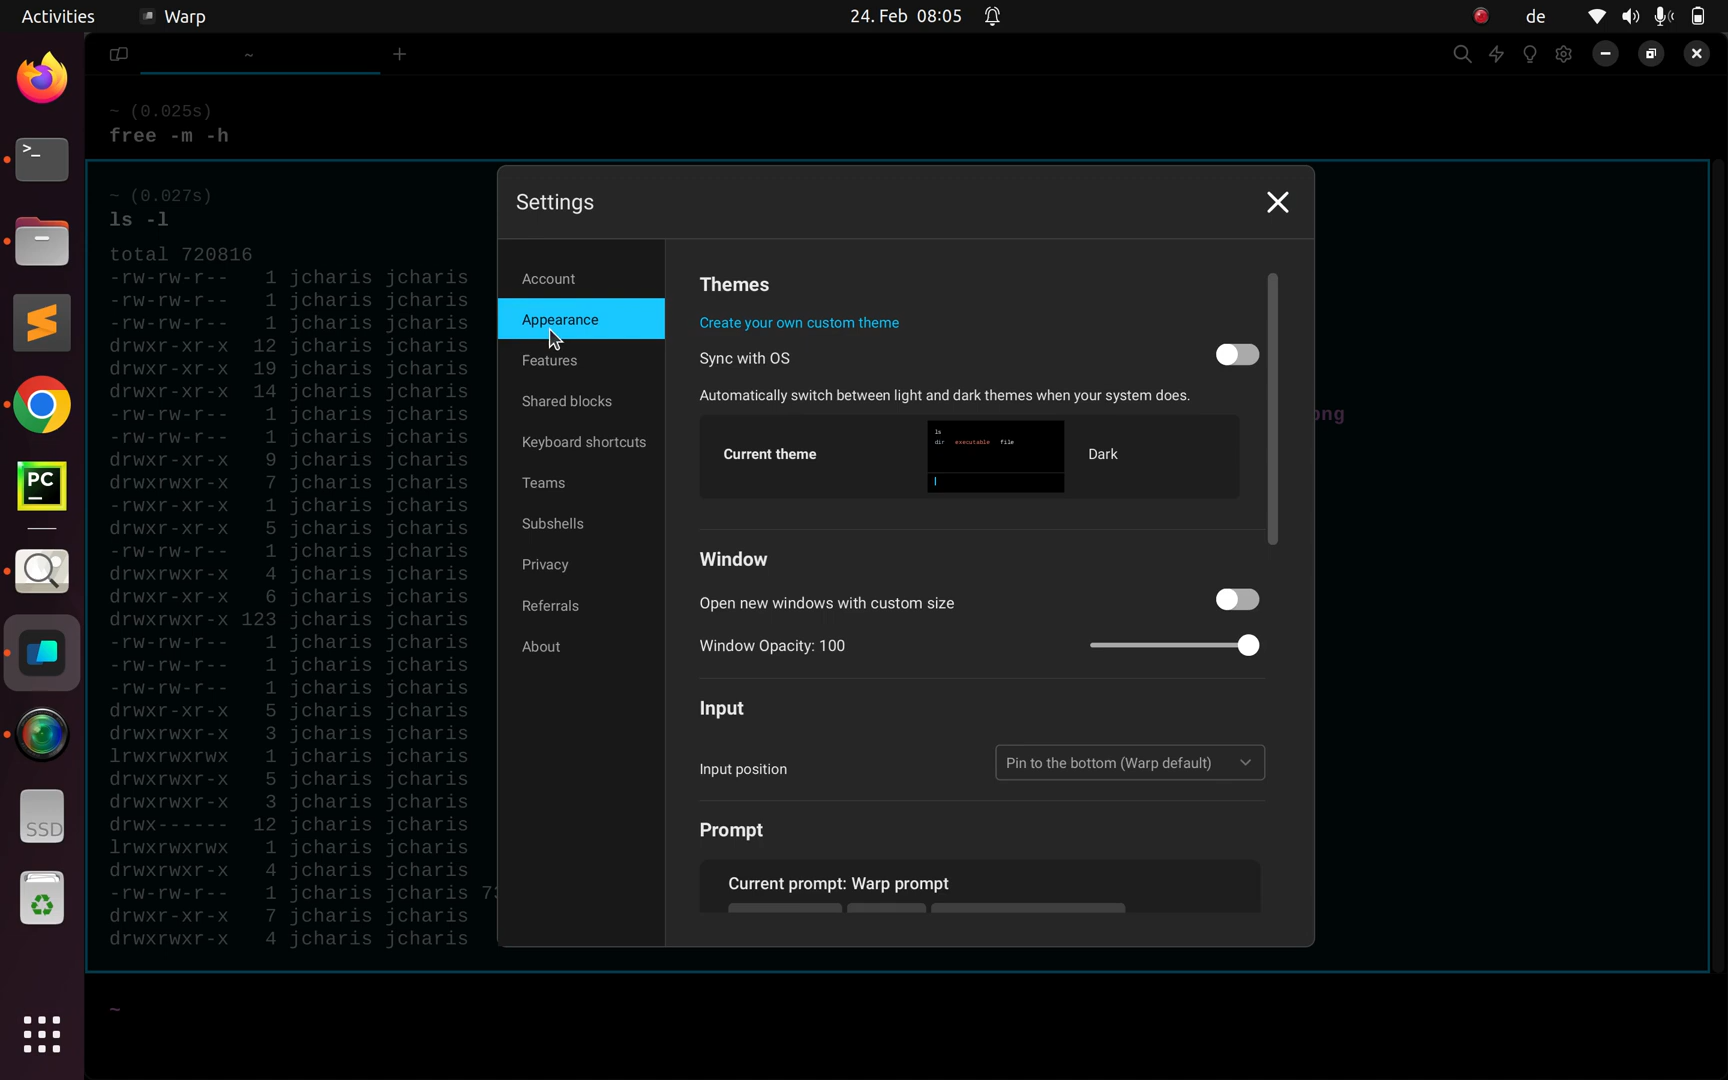 Activities Warp 24. Feb 08:05 de
~
~ (0.025s)
free -m -h
~ (0.027s)
ls -l
total 720816
-rw-rw-r-- 1 jcharis jcharis
-rw-rw-r-- 1 jcharis jcharis
-rw-rw-r-- 1 jcharis jcharis
drwxr-xr-x 12 jcharis jcharis
drwxr-xr-x 19 jcharis jcharis
drwxr-xr-x 14 jcharis jcharis
-rw-rw-r-- 1 jcharis jcharis
-rw-rw-r-- 1 jcharis jcharis
drwxr-xr-x 9 jcharis jcharis
drwxrwxr-x 7 jcharis jcharis
-rwxr-xr-x 1 jcharis jcharis
drwxr-xr-x 5 jcharis jcharis
-rw-rw-r-- 1 jcharis jcharis
drwxrwxr-x 4 jcharis jcharis
drwxr-xr-x 6 jcharis jcharis
drwxrwxr-x 123 jcharis jcharis
-rw-rw-r-- 1 jcharis jcharis
-rw-rw-r-- 1 jcharis jcharis
-rw-rw-r-- 1 jcharis jcharis
drwxr-xr-x 5 jcharis jcharis
drwxrwxr-x 3 jcharis jcharis
lrwxrwxrwx 1 jcharis jcharis
drwxrwxr-x 5 jcharis jcharis
drwxrwxr-x 3 jcharis jcharis
drwx------ 12 jcharis jcharis
lrwxrwxrwx 1 jcharis jcharis
drwxrwxr-x 4 jcharis jcharis
-rw-rw-r-- 1 jcharis jcharis
drwxr-xr-x 7 jcharis jcharis
drwxrwxr-x 4 jcharis jcharis
~
Settings
Account
Appearance
Features
Shared blocks
Keyboard shortcuts
Teams
Subshells
Privacy
Referrals
About
Themes
Create your own custom theme
Sync with OS
Automatically switch between light and dark themes when your system does.
Current theme
ls
dir executable file
Dark
Window
Open new windows with custom size
Window Opacity: 100
Input
Input position
Pin to the bottom (Warp default)
Prompt
Current prompt: Warp prompt
PC
SSD